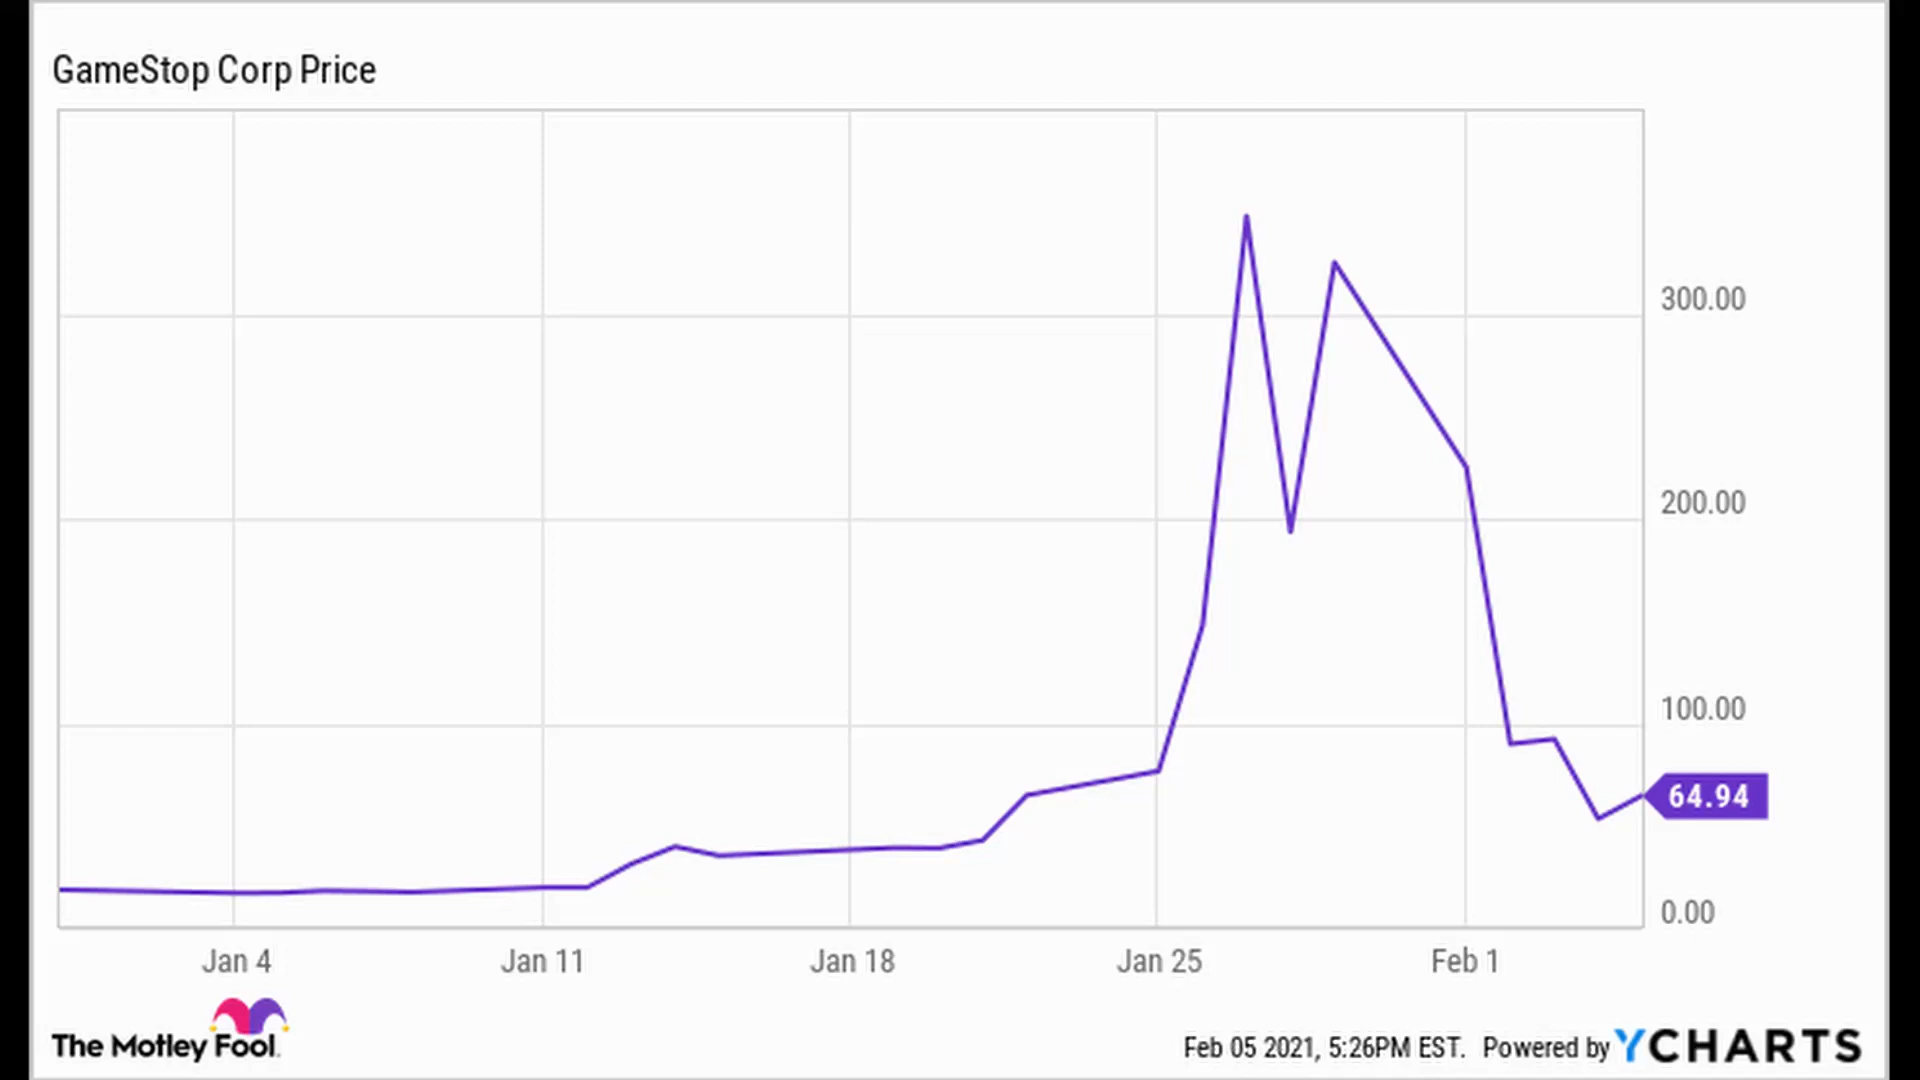 GameStop Corp Price
300.00
200.00
100.00
64.94
0.00
Jan 4 Jan 11 Jan 18 Jan 25 Feb 1
The Motley Fool.
Feb 05 2021, 5:26PM EST. Powered by YCHARTS